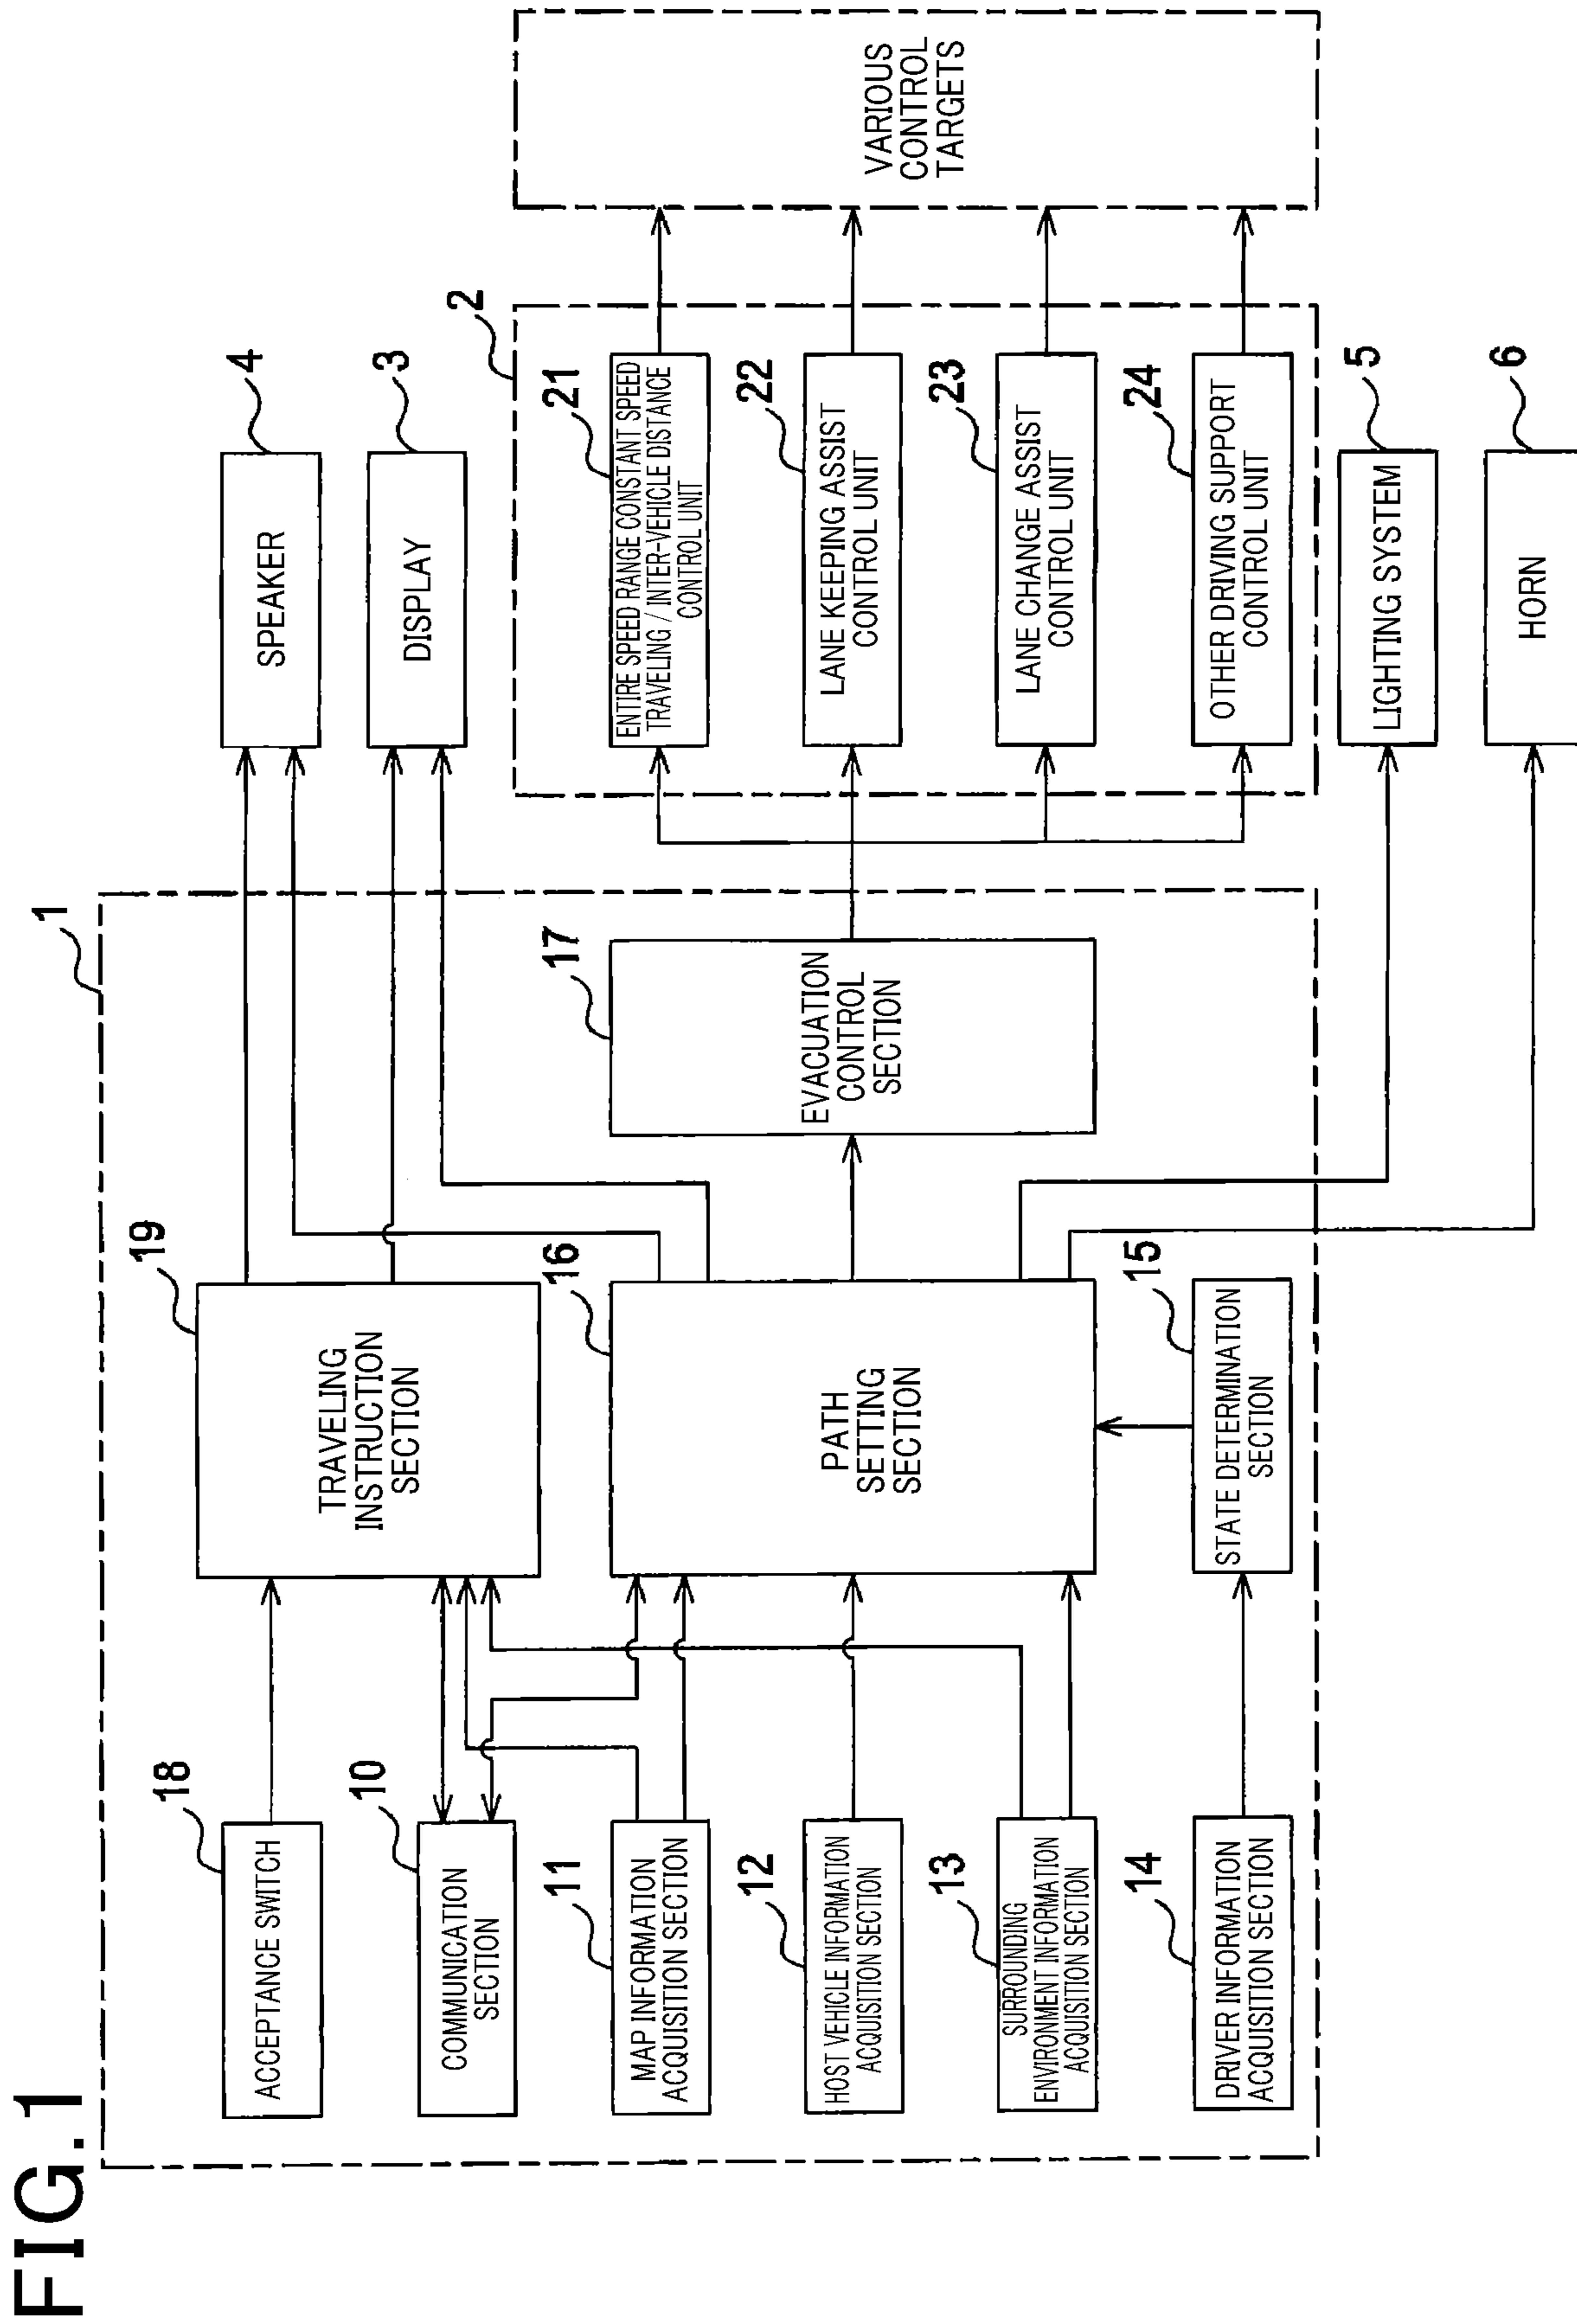 FIG.1
1
18
ACCEPTANCE SWITCH
10
COMMUNICATION
SECTION
11
MAP INFORMATION
ACQUISITION SECTION
12
HOST VEHICLE INFORMATION
ACQUISITION SECTION
13
SURROUNDING
ENVIRONMENT INFORMATION
ACQUISITION SECTION
14
DRIVER INFORMATION
ACQUISITION SECTION
19
TRAVELING
INSTRUCTION
SECTION
16
PATH
SETTING
SECTION
15
STATE DETERMINATION
SECTION
17
EVACUATION
CONTROL
SECTION
4
SPEAKER
3
DISPLAY
2
21
ENTIRE SPEED RANGE CONSTANT SPEED
TRAVELING / INTER-VEHICLE DISTANCE
CONTROL UNIT
22
LANE KEEPING ASSIST
CONTROL UNIT
23
LANE CHANGE ASSIST
CONTROL UNIT
24
OTHER DRIVING SUPPORT
CONTROL UNIT
5
LIGHTING SYSTEM
6
HORN
VARIOUS
CONTROL
TARGETS